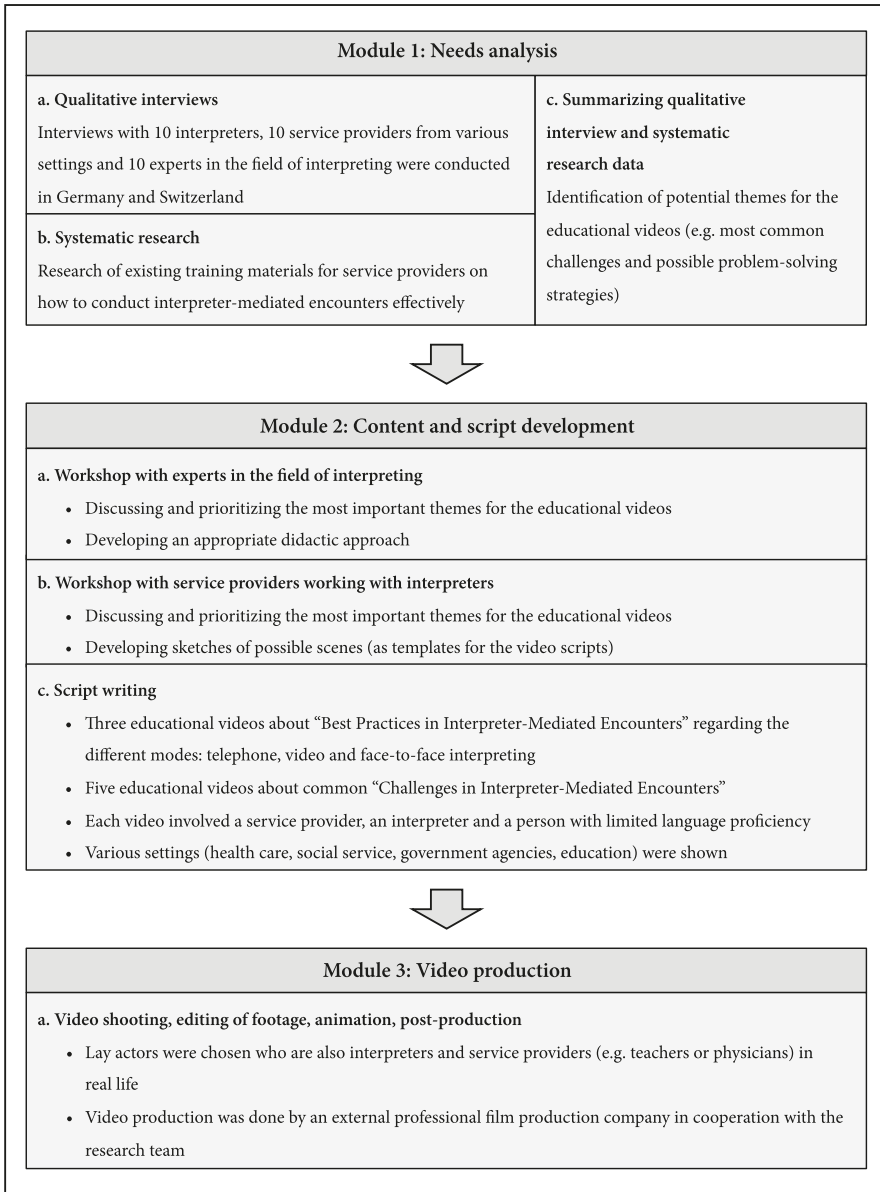 Module 1: Needs analysis
a. Qualitative interviews
Interviews with 10 interpreters, 10 service providers from various
settings and 10 experts in the field of interpreting were conducted
in Germany and Switzerland
b. Systematic research
Research of existing training materials for service providers on
how to conduct interpreter-mediated encounters effectively
c. Summarizing qualitative
interview and systematic
research data
Identification of potential themes for the
educational videos (e.g. most common
challenges and possible problem-solving
strategies)
Module 2: Content and script development
a. Workshop with experts in the field of interpreting
• Discussing and prioritizing the most important themes for the educational videos
• Developing an appropriate didactic approach
b. Workshop with service providers working with interpreters
• Discussing and prioritizing the most important themes for the educational videos
• Developing sketches of possible scenes (as templates for the video scripts)
c. Script writing
• Three educational videos about “Best Practices in Interpreter-Mediated Encounters” regarding the
different modes: telephone, video and face-to-face interpreting
• Five educational videos about common “Challenges in Interpreter-Mediated Encounters”
• Each video involved a service provider, an interpreter and a person with limited language proficiency
• Various settings (health care, social service, government agencies, education) were shown
Module 3: Video production
a. Video shooting, editing of footage, animation, post-production
• Lay actors were chosen who are also interpreters and service providers (e.g. teachers or physicians) in
real life
• Video production was done by an external professional film production company in cooperation with the
research team